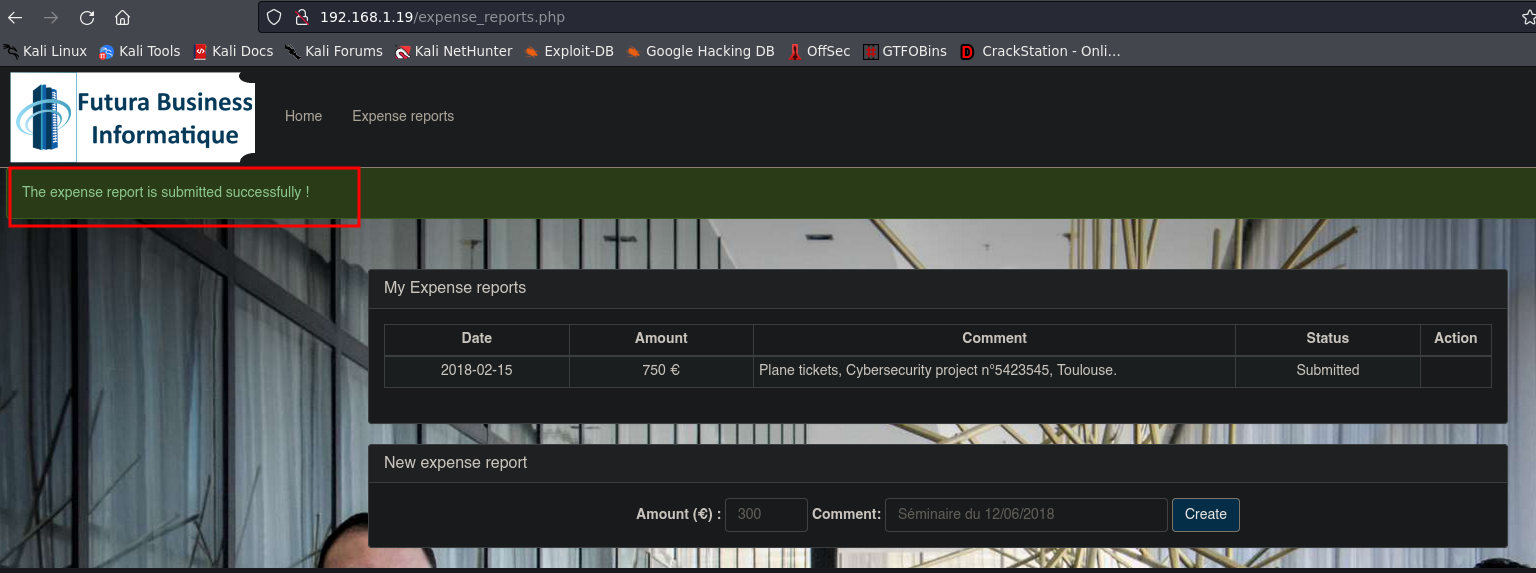 192.168.1.19/expense_reports.php
Kali Linux Kali Tools Kali Docs Kali Forums Kali NetHunter Exploit-DB Google Hacking DB OffSec GTFOBins CrackStation - Onli...
Futura Business
Informatique
Home Expense reports
The expense report is submitted successfully !
My Expense reports
Date Amount Comment Status Action
2018-02-15 750 € Plane tickets, Cybersecurity project n°5423545, Toulouse. Submitted
New expense report
Amount (€) : 300 Comment: Séminaire du 12/06/2018 Create